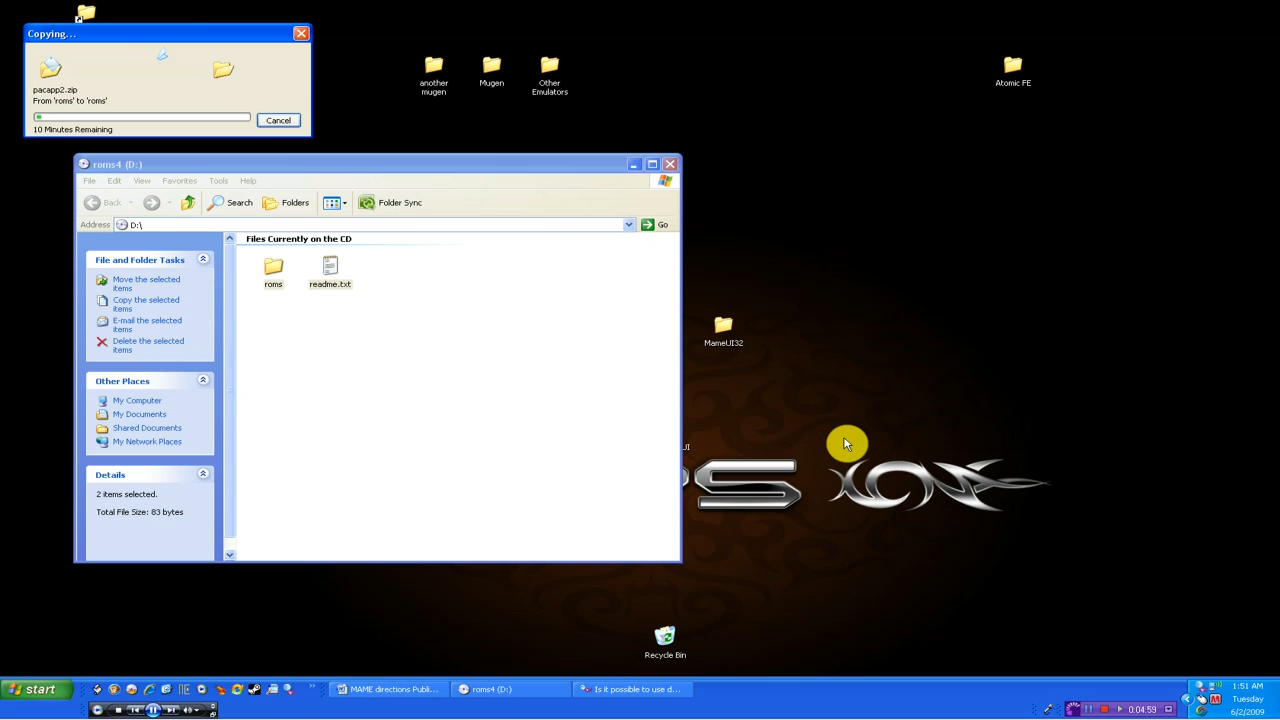 Copying...
pacapp2.zip
From 'roms' to 'roms'
10 Minutes Remaining
Cancel
another
mugen
Mugen
Other
Emulators
Atomic FE
roms4 (D:)
File Edit View Favorites Tools Help
Back Search Folders Folder Sync
Address D:\ Go
Files Currently on the CD
File and Folder Tasks
Move the selected
items
Copy the selected
items
E-mail the selected
items
Delete the selected
items
roms
readme.txt
Other Places
My Computer
My Documents
Shared Documents
My Network Places
Details
2 items selected.
Total File Size: 83 bytes
MameUI32
UI
S ION
Recycle Bin
start
MAME directions Publi...
roms4 (D:)
Is it possible to use d...
0:04:59
1:51 AM
Tuesday
6/2/2009